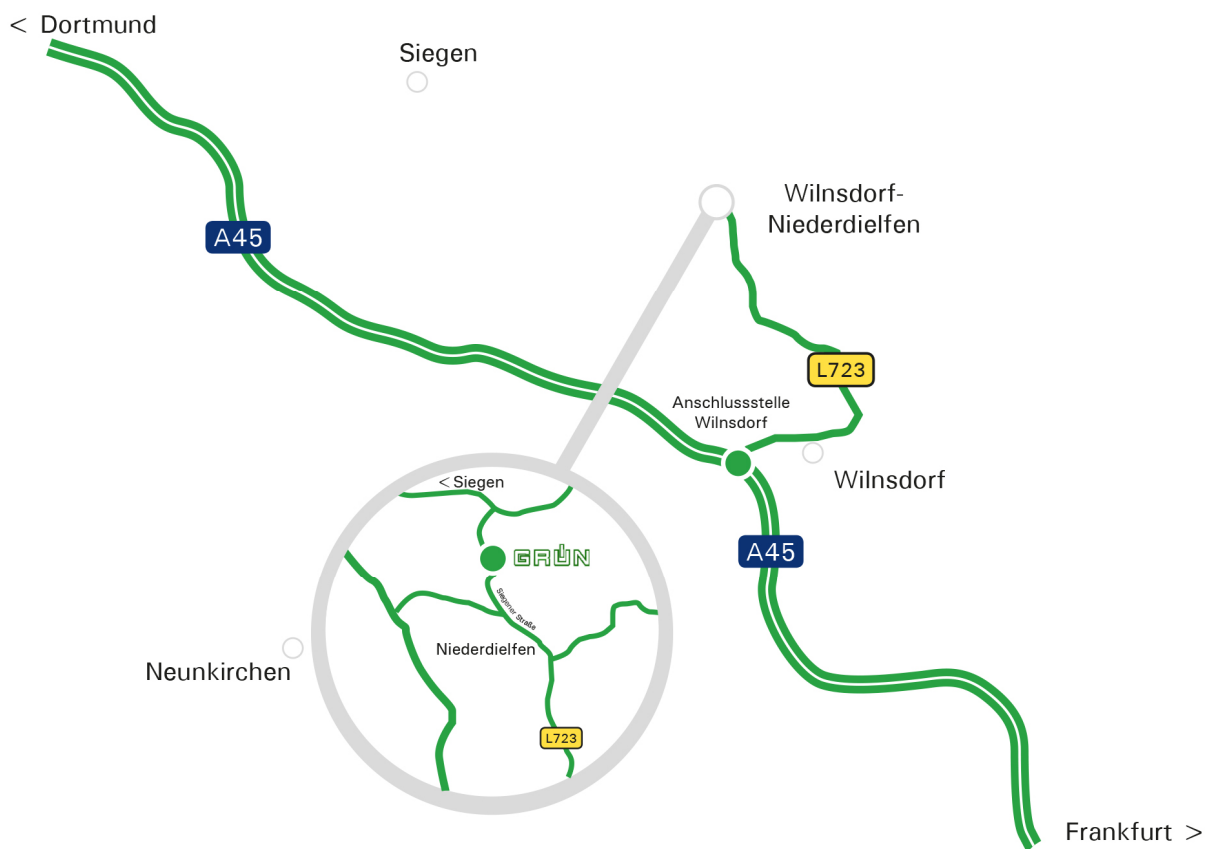 < Dortmund
Siegen
Wilnsdorf-
Niederdielfen
A45
L723
Anschlussstelle
Wilnsdorf
Wilnsdorf
< Siegen
A45
GRÜN
Siegener Straße
Niederdielfen
Neunkirchen
L723
Frankfurt >